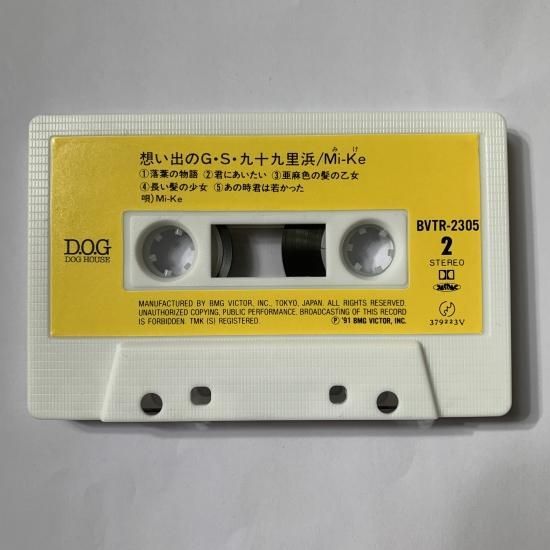 み け
想い出のG・S・九十九里浜/Mi-Ke
①落葉の物語 ②君にあいたい ③亜麻色の髪の乙女
④長い髪の少女 ⑤あの時君は若かった
唄)Mi-Ke
D.O.G
DOG HOUSE
BVTR-2305
2
STEREO
MANUFACTURED BY BMG VICTOR, INC., TOKYO, JAPAN. ALL RIGHTS RESERVED.
UNAUTHORIZED COPYING, PUBLIC PERFORMANCE, BROADCASTING OF THIS RECORD
IS FORBIDDEN. TMK (S) REGISTERED. Ⓟ '91 BMG VICTOR, INC.
379223V